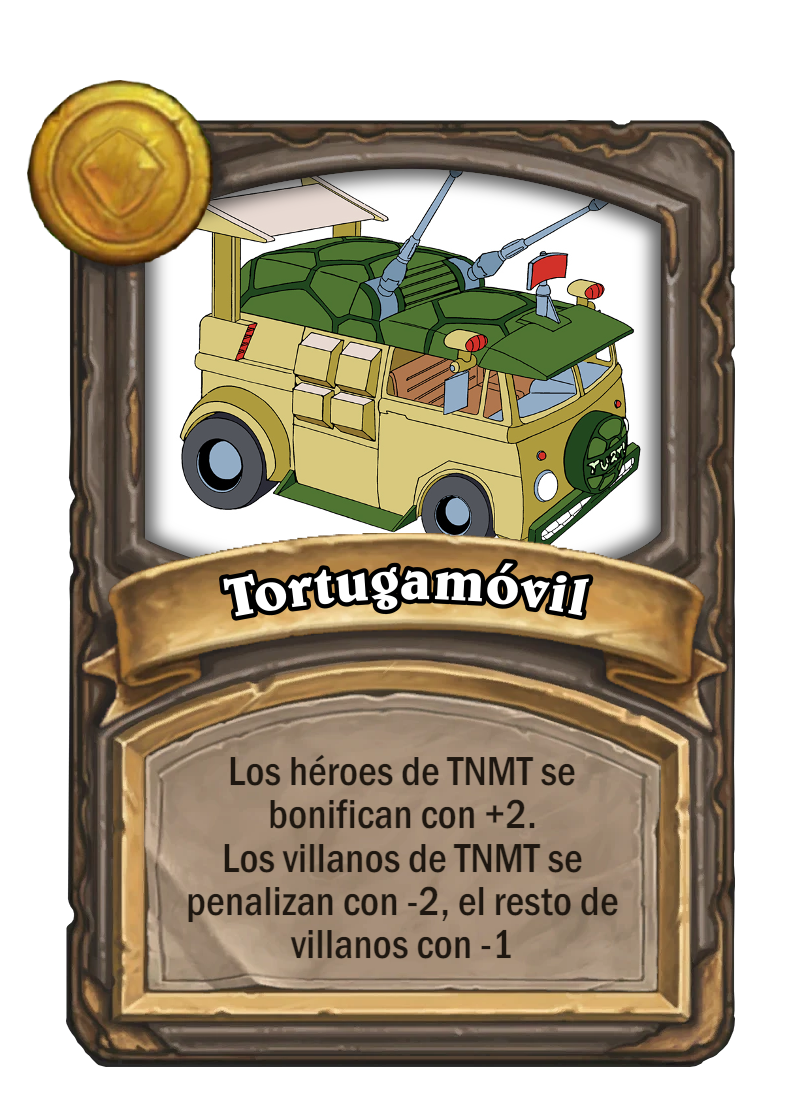 Tortugamóvil
Los héroes de TNMT se
bonifican con +2.
Los villanos de TNMT se
penalizan con -2, el resto de
villanos con -1